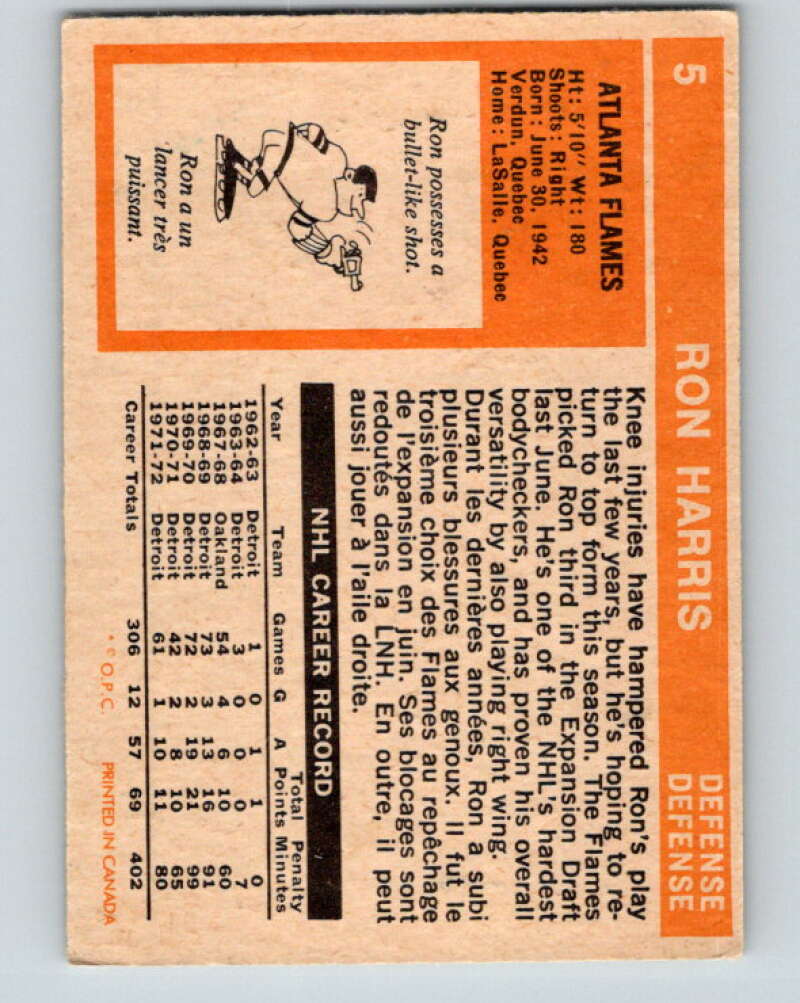 5 RON HARRIS DEFENSE
DEFENSE
ATLANTA FLAMES
Ht: 5'10" Wt: 180
Shoots: Right
Born: June 30, 1942
Verdun, Quebec
Home: LaSalle, Quebec
Ron possesses a
bullet-like shot.
Ron a un
lancer très
puissant.
Knee injuries have hampered Ron's play
the last few years, but he's hoping to re-
turn to top form this season. The Flames
picked Ron third in the Expansion Draft
last June. He's one of the NHL's hardest
bodycheckers, and has proven his overall
versatility by also playing right wing.
Durant les dernières années, Ron a subi
plusieurs blessures aux genoux. Il fut le
troisième choix des Flames au repêchage
de l'expansion en juin. Ses blocages sont
redoutés dans la LNH. En outre, il peut
aussi jouer à l'aile droite.
NHL CAREER RECORD
Total Penalty
Year Team Games G A Points Minutes
1962-63 Detroit 1 0 1 1 0
1963-64 Detroit 3 0 0 0 7
1967-68 Oakland 54 4 6 10 60
1968-69 Detroit 73 3 13 16 91
1969-70 Detroit 72 2 19 21 99
1970-71 Detroit 42 2 8 10 65
1971-72 Detroit 61 1 10 11 80
Career Totals 306 12 57 69 402
* © O.P.C. PRINTED IN CANADA